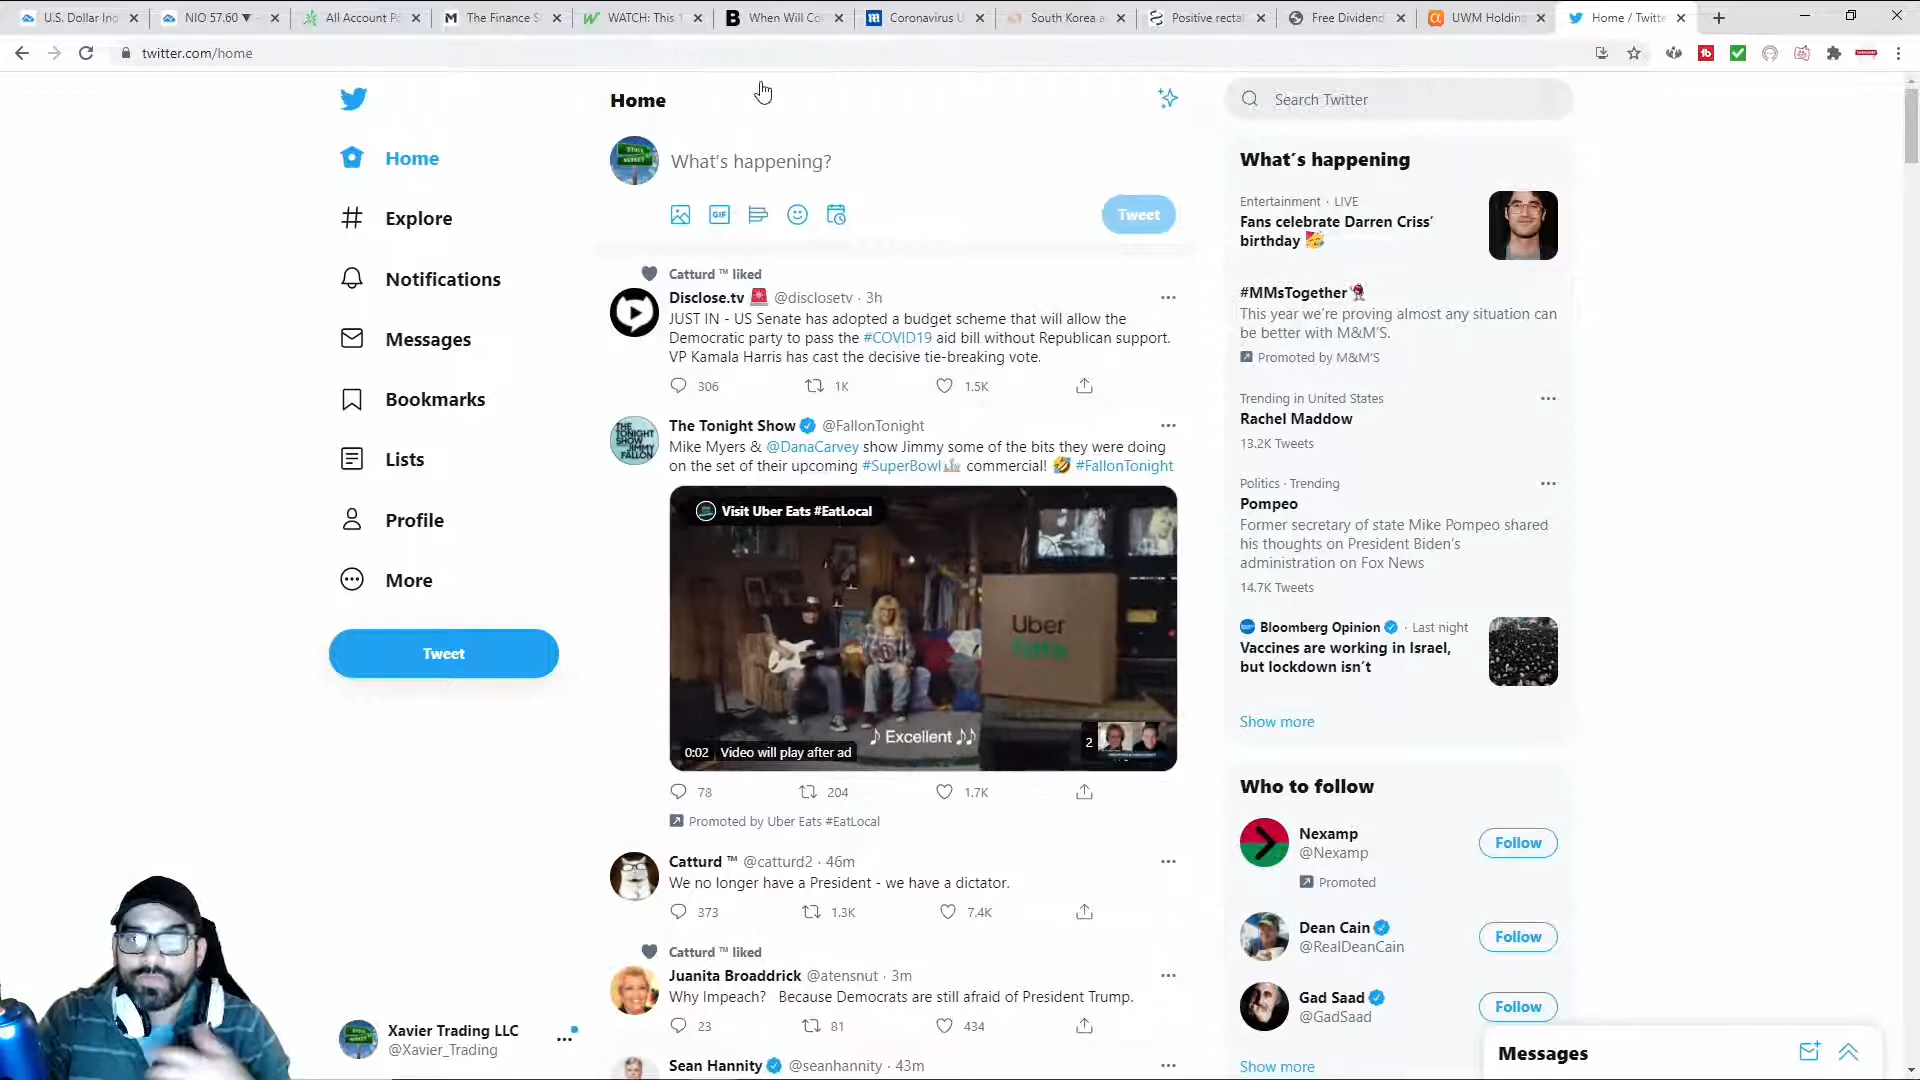 U.S. Dollar Ind
NIO 57.60 ▼
All Account Po
The Finance S
WATCH: This
When Will Co
Coronavirus U
South Korea a
Positive recta
Free Dividend
UWM Holdin
Home / Twitte
twitter.com/home
Home
Search Twitter
Home
What's happening?
What's happening
Entertainment · LIVE
Fans celebrate Darren Criss'
birthday 🥳
Explore
GIF
Tweet
Catturd ™ liked
Notifications
Disclose.tv 🚨 @disclosetv · 3h
JUST IN - US Senate has adopted a budget scheme that will allow the
Democratic party to pass the #COVID19 aid bill without Republican support.
VP Kamala Harris has cast the decisive tie-breaking vote.
306 1K 1.5K
#MMsTogether
This year we're proving almost any situation can
be better with M&M'S.
Promoted by M&M'S
Messages
Bookmarks
Trending in United States
Rachel Maddow
13.2K Tweets
The Tonight Show @FallonTonight
Mike Myers & @DanaCarvey show Jimmy some of the bits they were doing
on the set of their upcoming #SuperBowl commercial! 🤣 #FallonTonight
THE TONIGHT SHOW JIMMY FALLON
Lists
Politics · Trending
Pompeo
Former secretary of state Mike Pompeo shared
his thoughts on President Biden's
administration on Fox News
14.7K Tweets
Visit Uber Eats #EatLocal
Profile
More
Uber
Eats
Tweet
Bloomberg Opinion · Last night
Vaccines are working in Israel,
but lockdown isn't
Show more
♪ Excellent ♪♪
0:02 Video will play after ad
2
78 204 1.7K
Promoted by Uber Eats #EatLocal
Who to follow
Nexamp
@Nexamp
Promoted
Follow
Catturd ™ @catturd2 · 46m
We no longer have a President - we have a dictator.
373 1.3K 7.4K
Dean Cain
@RealDeanCain
Follow
Catturd ™ liked
Juanita Broaddrick @atensnut · 3m
Why Impeach? Because Democrats are still afraid of President Trump.
23 81 434
Gad Saad
@GadSaad
Follow
Xavier Trading LLC
@Xavier_Trading
Sean Hannity @seanhannity · 43m
Show more
Messages